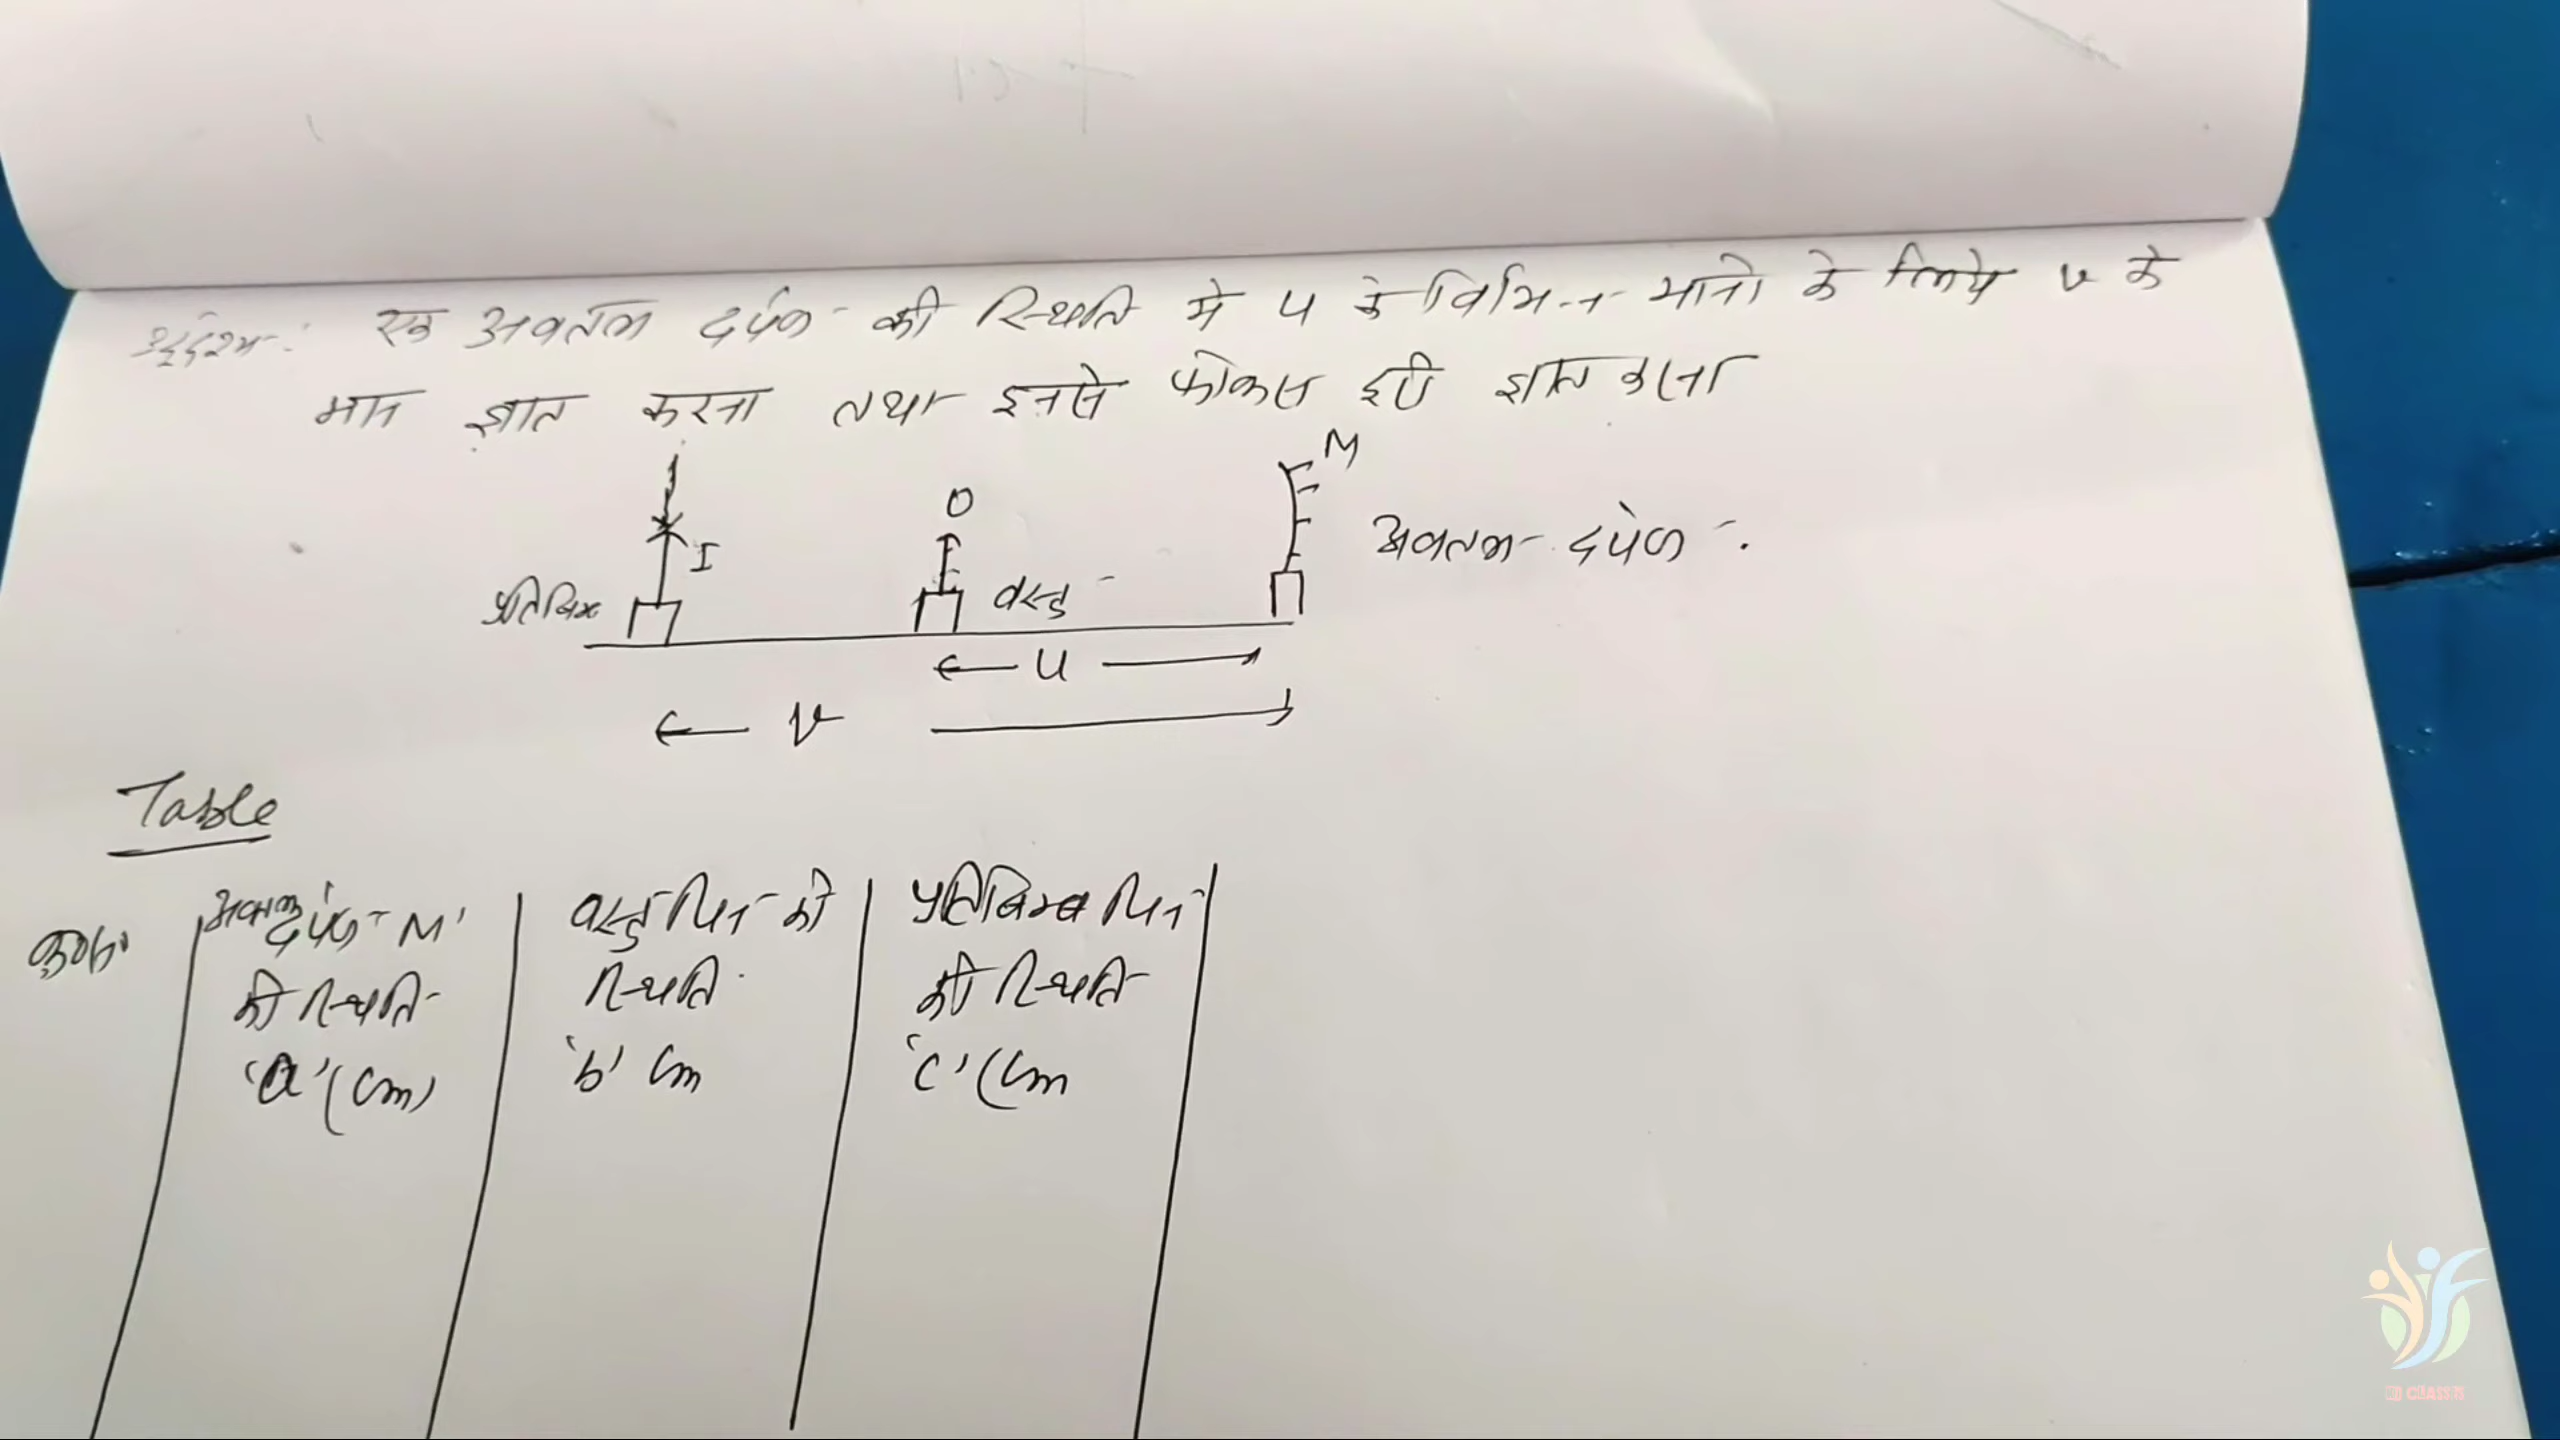 उद्देश्य: एक अवतल दर्पण की स्थिति मे u के विभिन्न मानो के लिये v के
मान ज्ञात करना तथा इनसे फोकस दूरी ज्ञात करना
M
O
I
अवतल दर्पण.
प्रतिबिम्ब
वस्तु
u
v
Table
क्र०सं०
अवतल दर्पण M'
की स्थिति
'a' (cm)
वस्तु पिन की
स्थिति
'b' cm
प्रतिबिम्ब पिन
की स्थिति
'c' (cm